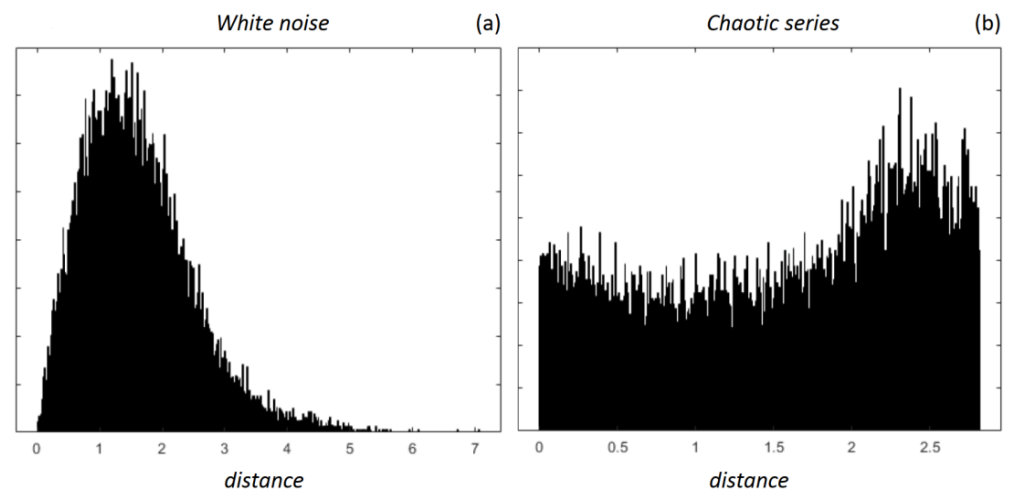 White noise (a)
Chaotic series (b)
0 1 2 3 4 5 6 7
0 0.5 1 1.5 2 2.5
distance
distance